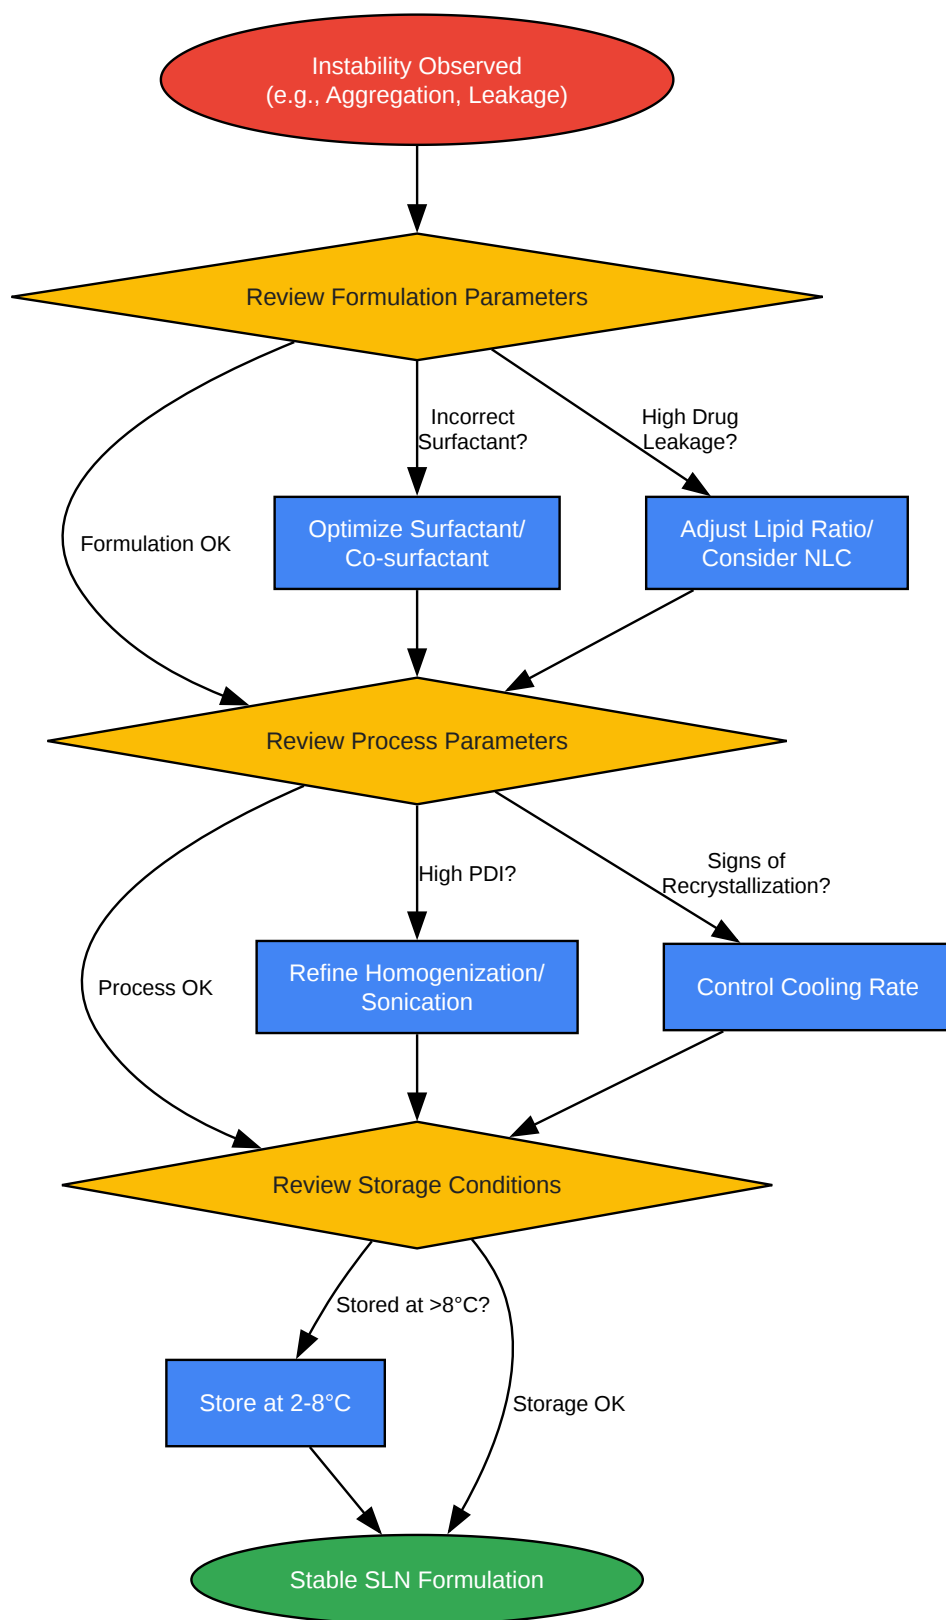 Instability Observed
(e.g., Aggregation, Leakage)
Review Formulation Parameters
Incorrect
Surfactant?
High Drug
Leakage?
Formulation OK
Optimize Surfactant/
Co-surfactant
Adjust Lipid Ratio/
Consider NLC
Review Process Parameters
High PDI?
Signs of
Recrystallization?
Process OK
Refine Homogenization/
Sonication
Control Cooling Rate
Review Storage Conditions
Stored at >8°C?
Store at 2-8°C
Storage OK
Stable SLN Formulation